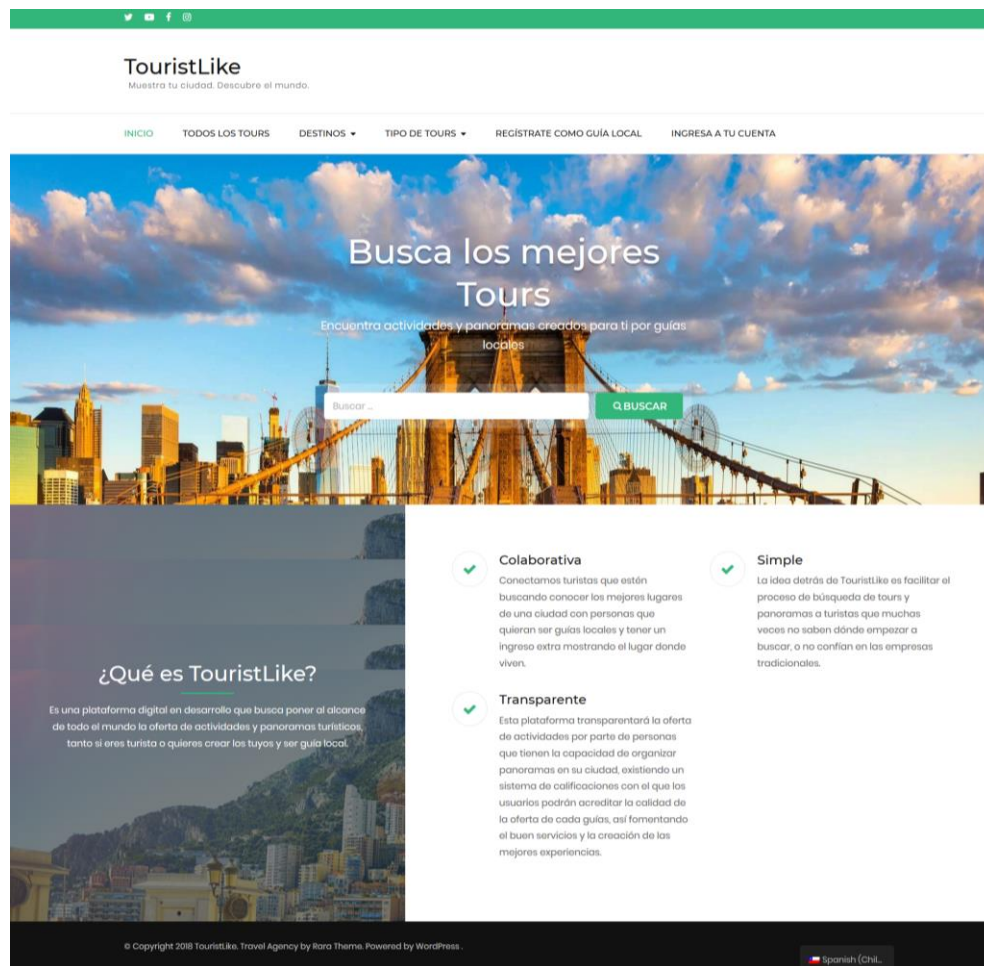 TouristLike
Muestra tu ciudad. Descubre el mundo.
INICIO
TODOS LOS TOURS
DESTINOS
TIPO DE TOURS
REGÍSTRATE COMO GUÍA LOCAL
INGRESA A TU CUENTA
Busca los mejores
Tours
Encuentra actividades y panoramas creados para ti por guías
locales
Buscar ...
BUSCAR
¿Qué es TouristLike?
Es una plataforma digital en desarrollo que busca poner al alcance
de todo el mundo la oferta de actividades y panoramas turísticos,
tanto si eres turista o quieres crear los tuyos y ser guía local.
Colaborativa
Conectamos turistas que estén
buscando conocer los mejores lugares
de una ciudad con personas que
quieran ser guías locales y tener un
ingreso extra mostrando el lugar donde
viven.
Simple
La idea detrás de TouristLike es facilitar el
proceso de búsqueda de tours y
panoramas a turistas que muchas
veces no saben dónde empezar a
buscar, o no confían en las empresas
tradicionales.
Transparente
Esta plataforma transparentará la oferta
de actividades por parte de personas
que tienen la capacidad de organizar
panoramas en su ciudad, existiendo un
sistema de calificaciones con el que los
usuarios podrán acreditar la calidad de
la oferta de cada guías, así fomentando
el buen servicios y la creación de las
mejores experiencias.
© Copyright 2018 TouristLike. Travel Agency by Rara Theme. Powered by WordPress .
Spanish (Chil...